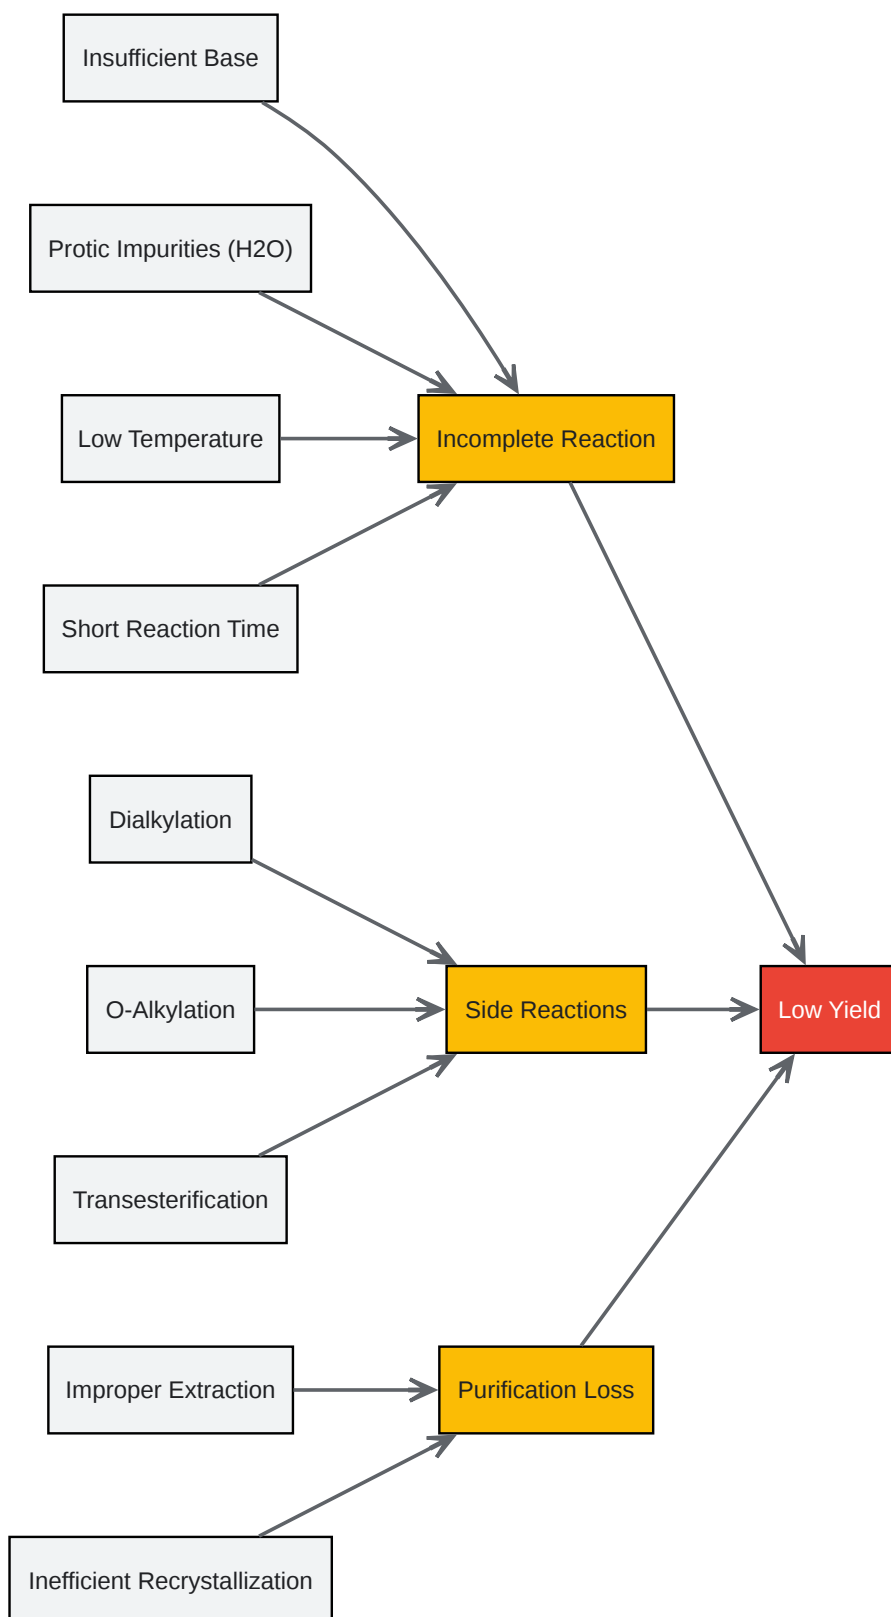 Insufficient Base
Protic Impurities (H2O)
Low Temperature
Incomplete Reaction
Short Reaction Time
Dialkylation
O-Alkylation
Side Reactions
Low Yield
Transesterification
Improper Extraction
Purification Loss
Inefficient Recrystallization